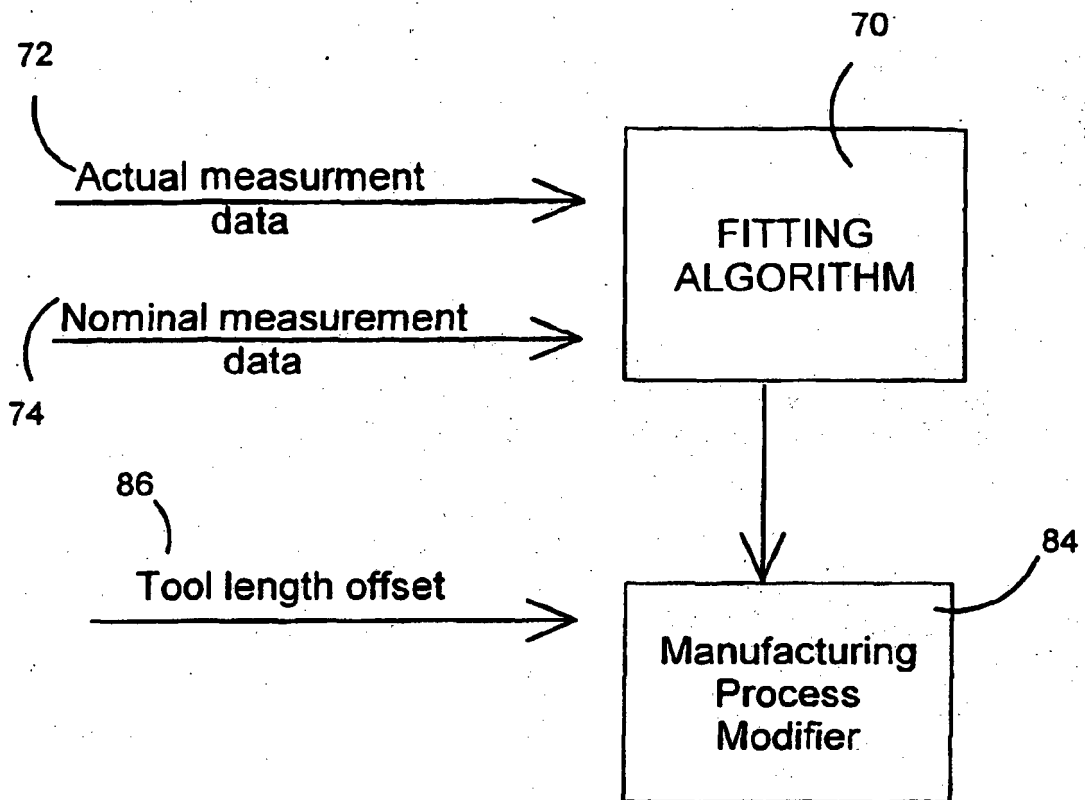 70
72
Actual measurment
data
FITTING
ALGORITHM
Nominal measurement
data
74
86
Tool length offset
84
Manufacturing
Process
Modifier